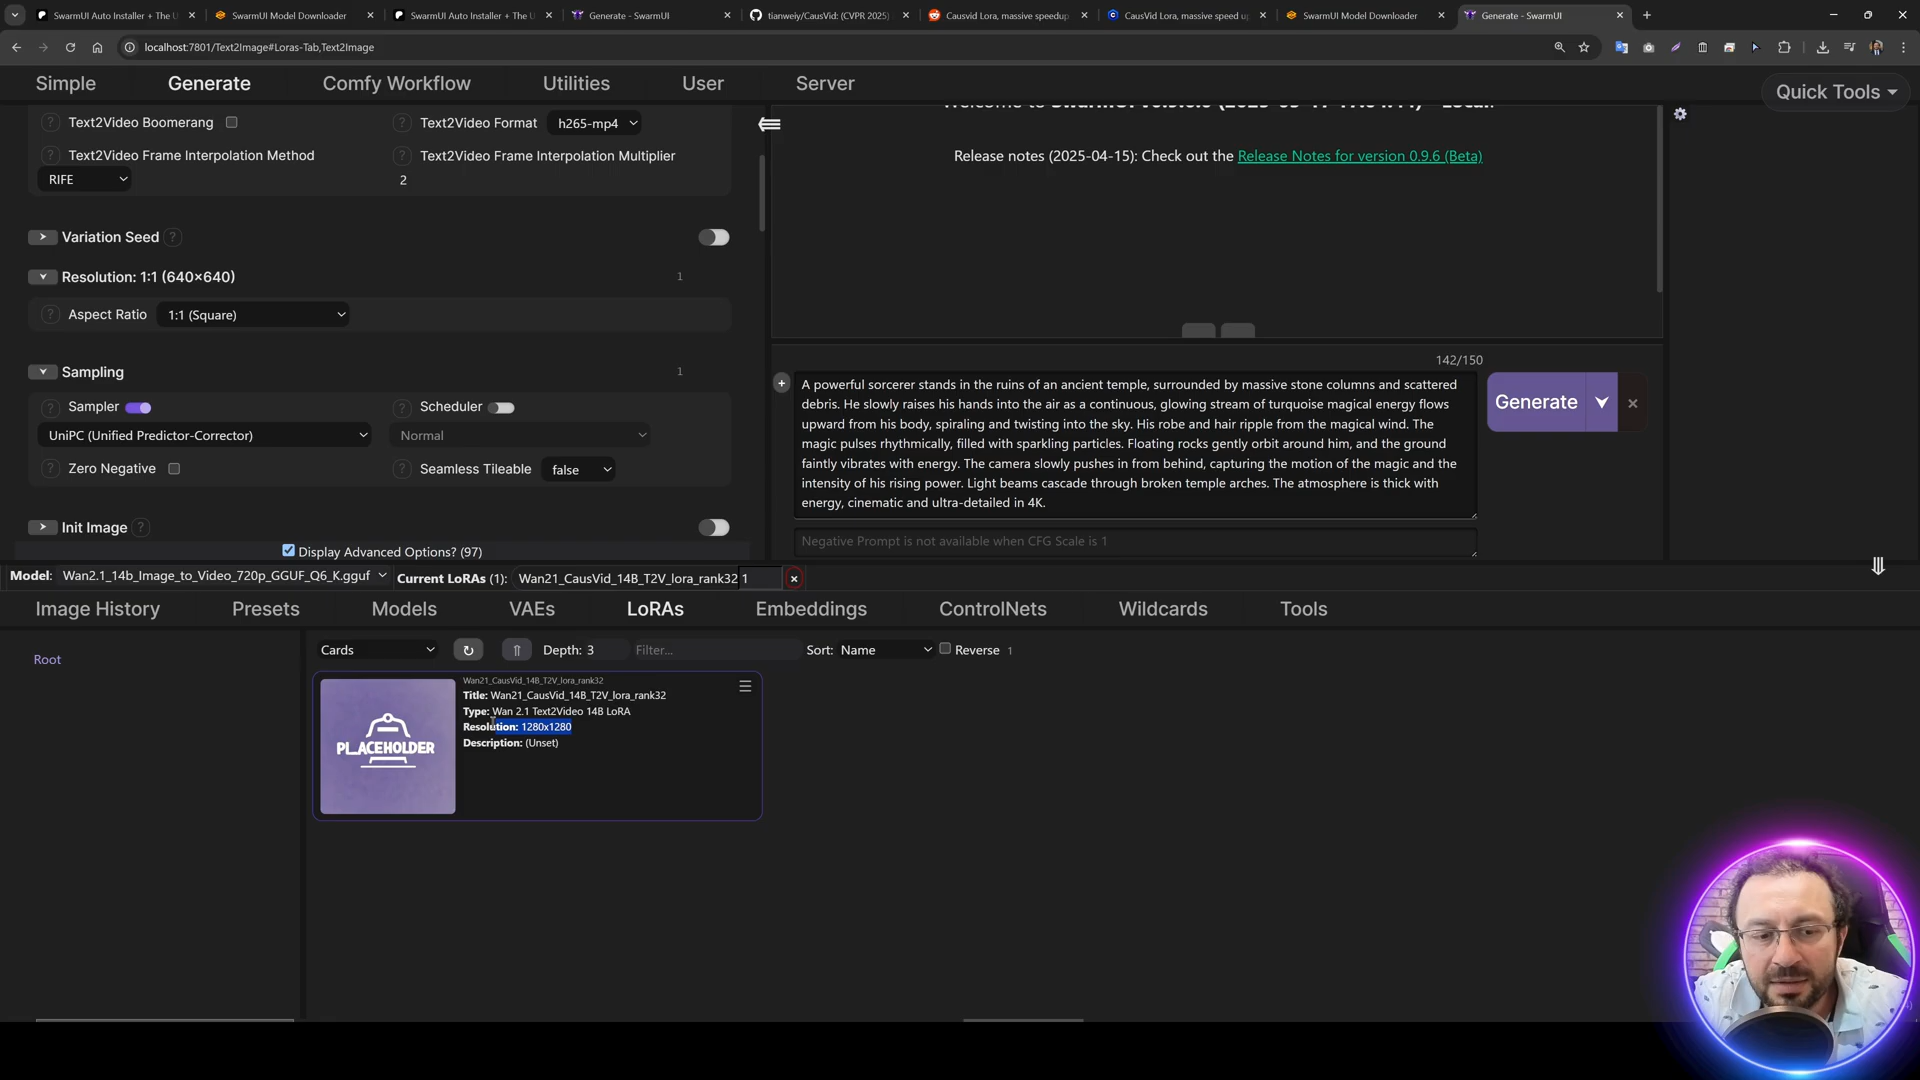 SwarmUI Auto Installer + The U
SwarmUI Model Downloader
SwarmUI Auto Installer + The U
Generate - SwarmUI
tianweiy/CausVid: (CVPR 2025)
Causvid Lora, massive speedup
CausVid Lora, massive speed up
SwarmUI Model Downloader
Generate - SwarmUI
localhost:7801/Text2Image#Loras-Tab,Text2Image
Simple
Generate
Comfy Workflow
Utilities
User
Server
Quick Tools
? Text2Video Boomerang
? Text2Video Format h265-mp4
? Text2Video Frame Interpolation Method
RIFE
? Text2Video Frame Interpolation Multiplier
2
Variation Seed ?
Resolution: 1:1 (640×640) 1
? Aspect Ratio 1:1 (Square)
Sampling 1
? Sampler
? Scheduler
UniPC (Unified Predictor-Corrector)
Normal
? Zero Negative
? Seamless Tileable false
Init Image ?
Display Advanced Options? (97)
Release notes (2025-04-15): Check out the Release Notes for version 0.9.6 (Beta)
142/150
+
A powerful sorcerer stands in the ruins of an ancient temple, surrounded by massive stone columns and scattered
debris. He slowly raises his hands into the air as a continuous, glowing stream of turquoise magical energy flows
upward from his body, spiraling and twisting into the sky. His robe and hair ripple from the magical wind. The
magic pulses rhythmically, filled with sparkling particles. Floating rocks gently orbit around him, and the ground
faintly vibrates with energy. The camera slowly pushes in from behind, capturing the motion of the magic and the
intensity of his rising power. Light beams cascade through broken temple arches. The atmosphere is thick with
energy, cinematic and ultra-detailed in 4K.
Generate
Negative Prompt is not available when CFG Scale is 1
Model: Wan2.1_14b_Image_to_Video_720p_GGUF_Q6_K.gguf
Current LoRAs (1): Wan21_CausVid_14B_T2V_lora_rank32 1
Image History
Presets
Models
VAEs
LoRAs
Embeddings
ControlNets
Wildcards
Tools
Root
Cards
Depth: 3
Filter...
Sort: Name
Reverse 1
PLACEHOLDER
Wan21_CausVid_14B_T2V_lora_rank32
Title: Wan21_CausVid_14B_T2V_lora_rank32
Type: Wan 2.1 Text2Video 14B LoRA
Resolution: 1280x1280
Description: (Unset)